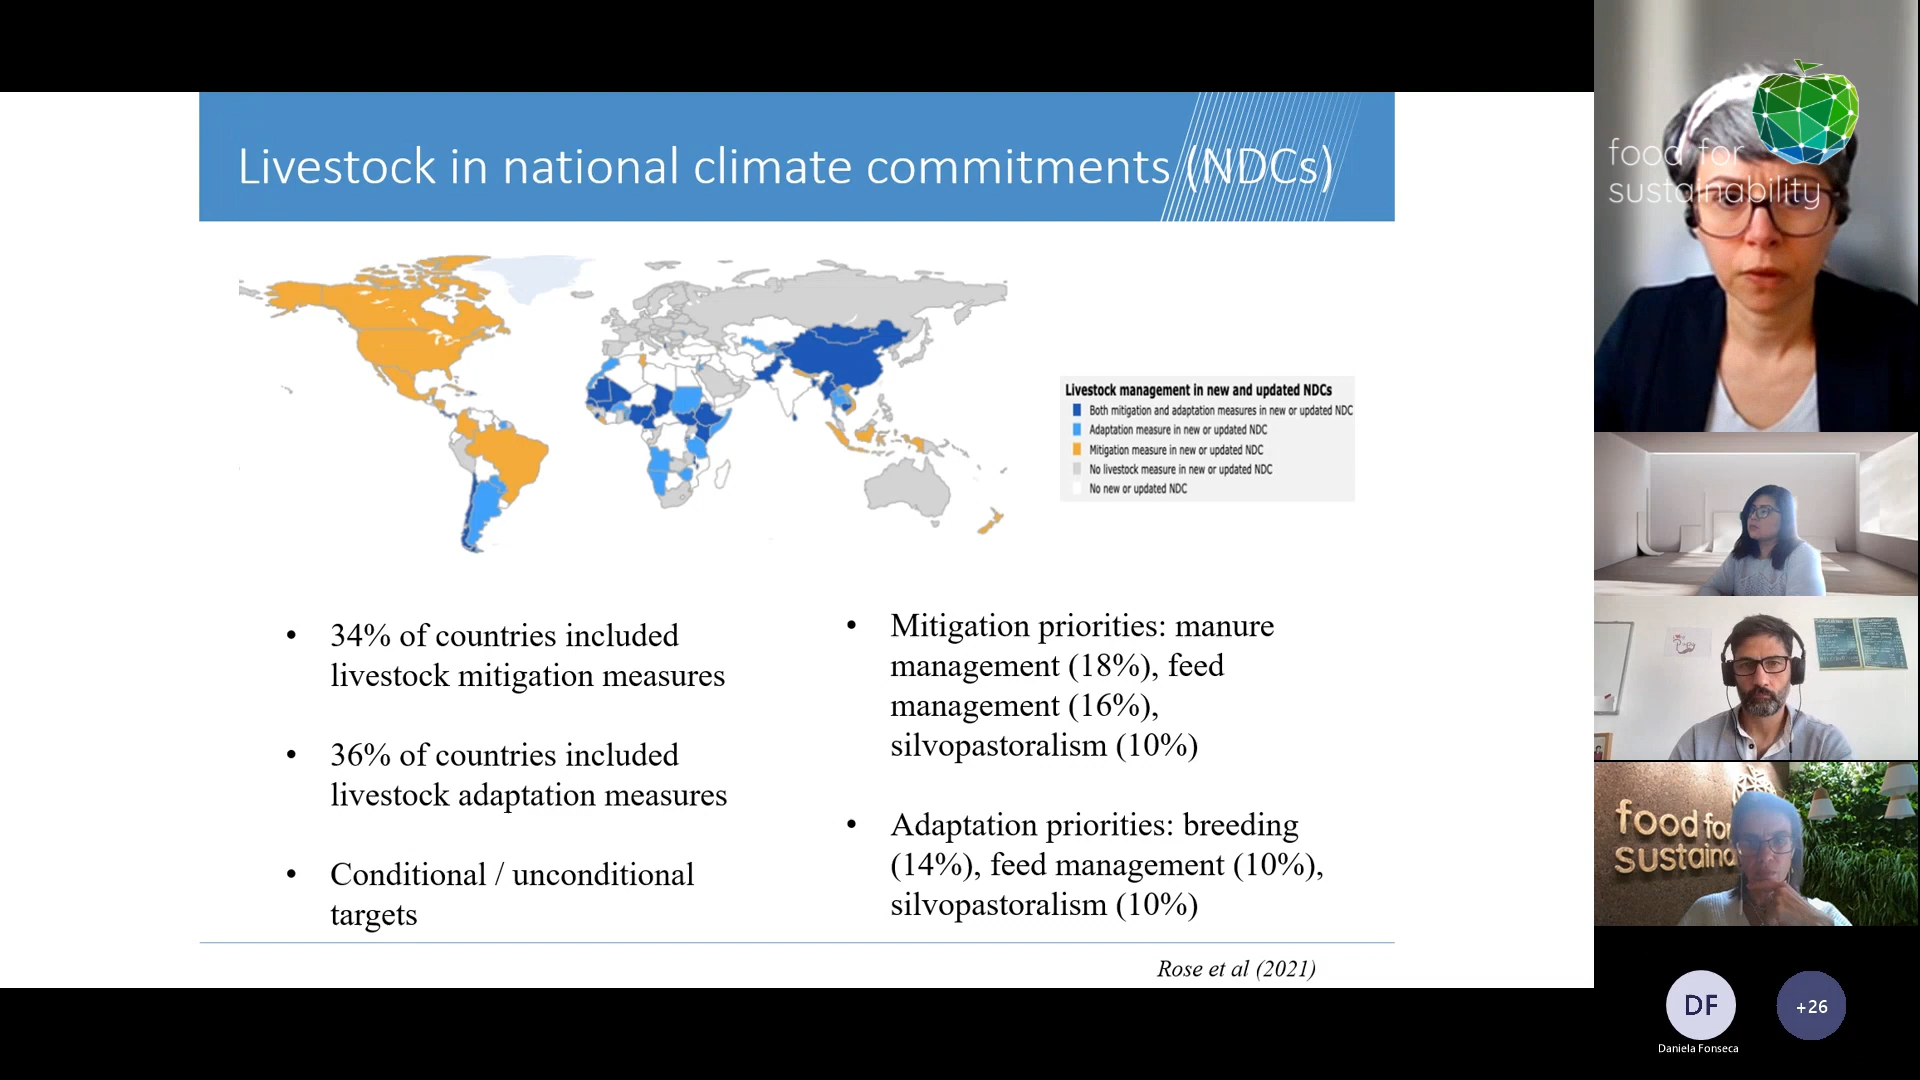 Livestock in national climate commitments (NDCs)
Livestock management in new and updated NDCs
Both mitigation and adaptation measures in new or updated NDC
Adaptation measure in new or updated NDC
Mitigation measure in new or updated NDC
No livestock measure in new or updated NDC
No new or updated NDC
• 34% of countries included
livestock mitigation measures
• 36% of countries included
livestock adaptation measures
• Conditional / unconditional
targets
• Mitigation priorities: manure
management (18%), feed
management (16%),
silvopastoralism (10%)
• Adaptation priorities: breeding
(14%), feed management (10%),
silvopastoralism (10%)
Rose et al (2021)
food for
sustainability
food for
sustaina
DF
+26
Daniela Fonseca